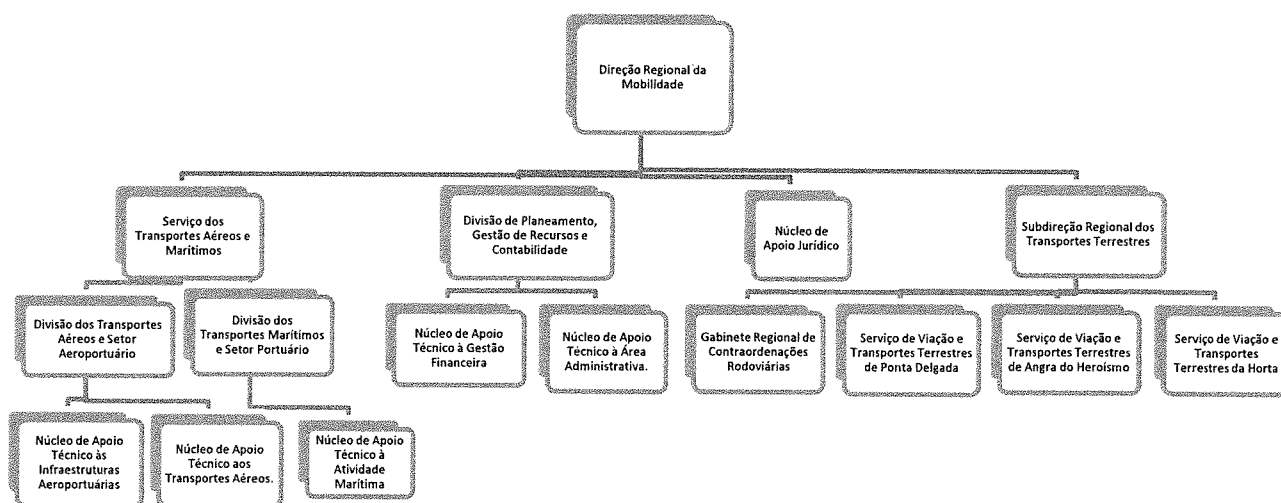 Direção Regional da
Mobilidade
Serviço dos
Transportes Aéreos e
Marítimos
Divisão de Planeamento,
Gestão de Recursos e
Contabilidade
Núcleo de
Apoio Jurídico
Subdireção Regional dos
Transportes Terrestres
Divisão dos Transportes
Aéreos e Setor
Aeroportuário
Divisão dos
Transportes Marítimos
e Setor Portuário
Núcleo de Apoio
Técnico à Gestão
Financeira
Núcleo de Apoio
Técnico à Área
Administrativa.
Gabinete Regional de
Contraordenações
Rodoviárias
Serviço de Viação e
Transportes Terrestres
de Ponta Delgada
Serviço de Viação e
Transportes Terrestres
de Angra do Heroísmo
Serviço de Viação e
Transportes
Terrestres da Horta
Núcleo de Apoio
Técnico às
Infraestruturas
Aeroportuárias
Núcleo de Apoio
Técnico aos
Transportes Aéreos.
Núcleo de Apoio
Técnico à
Atividade
Marítima